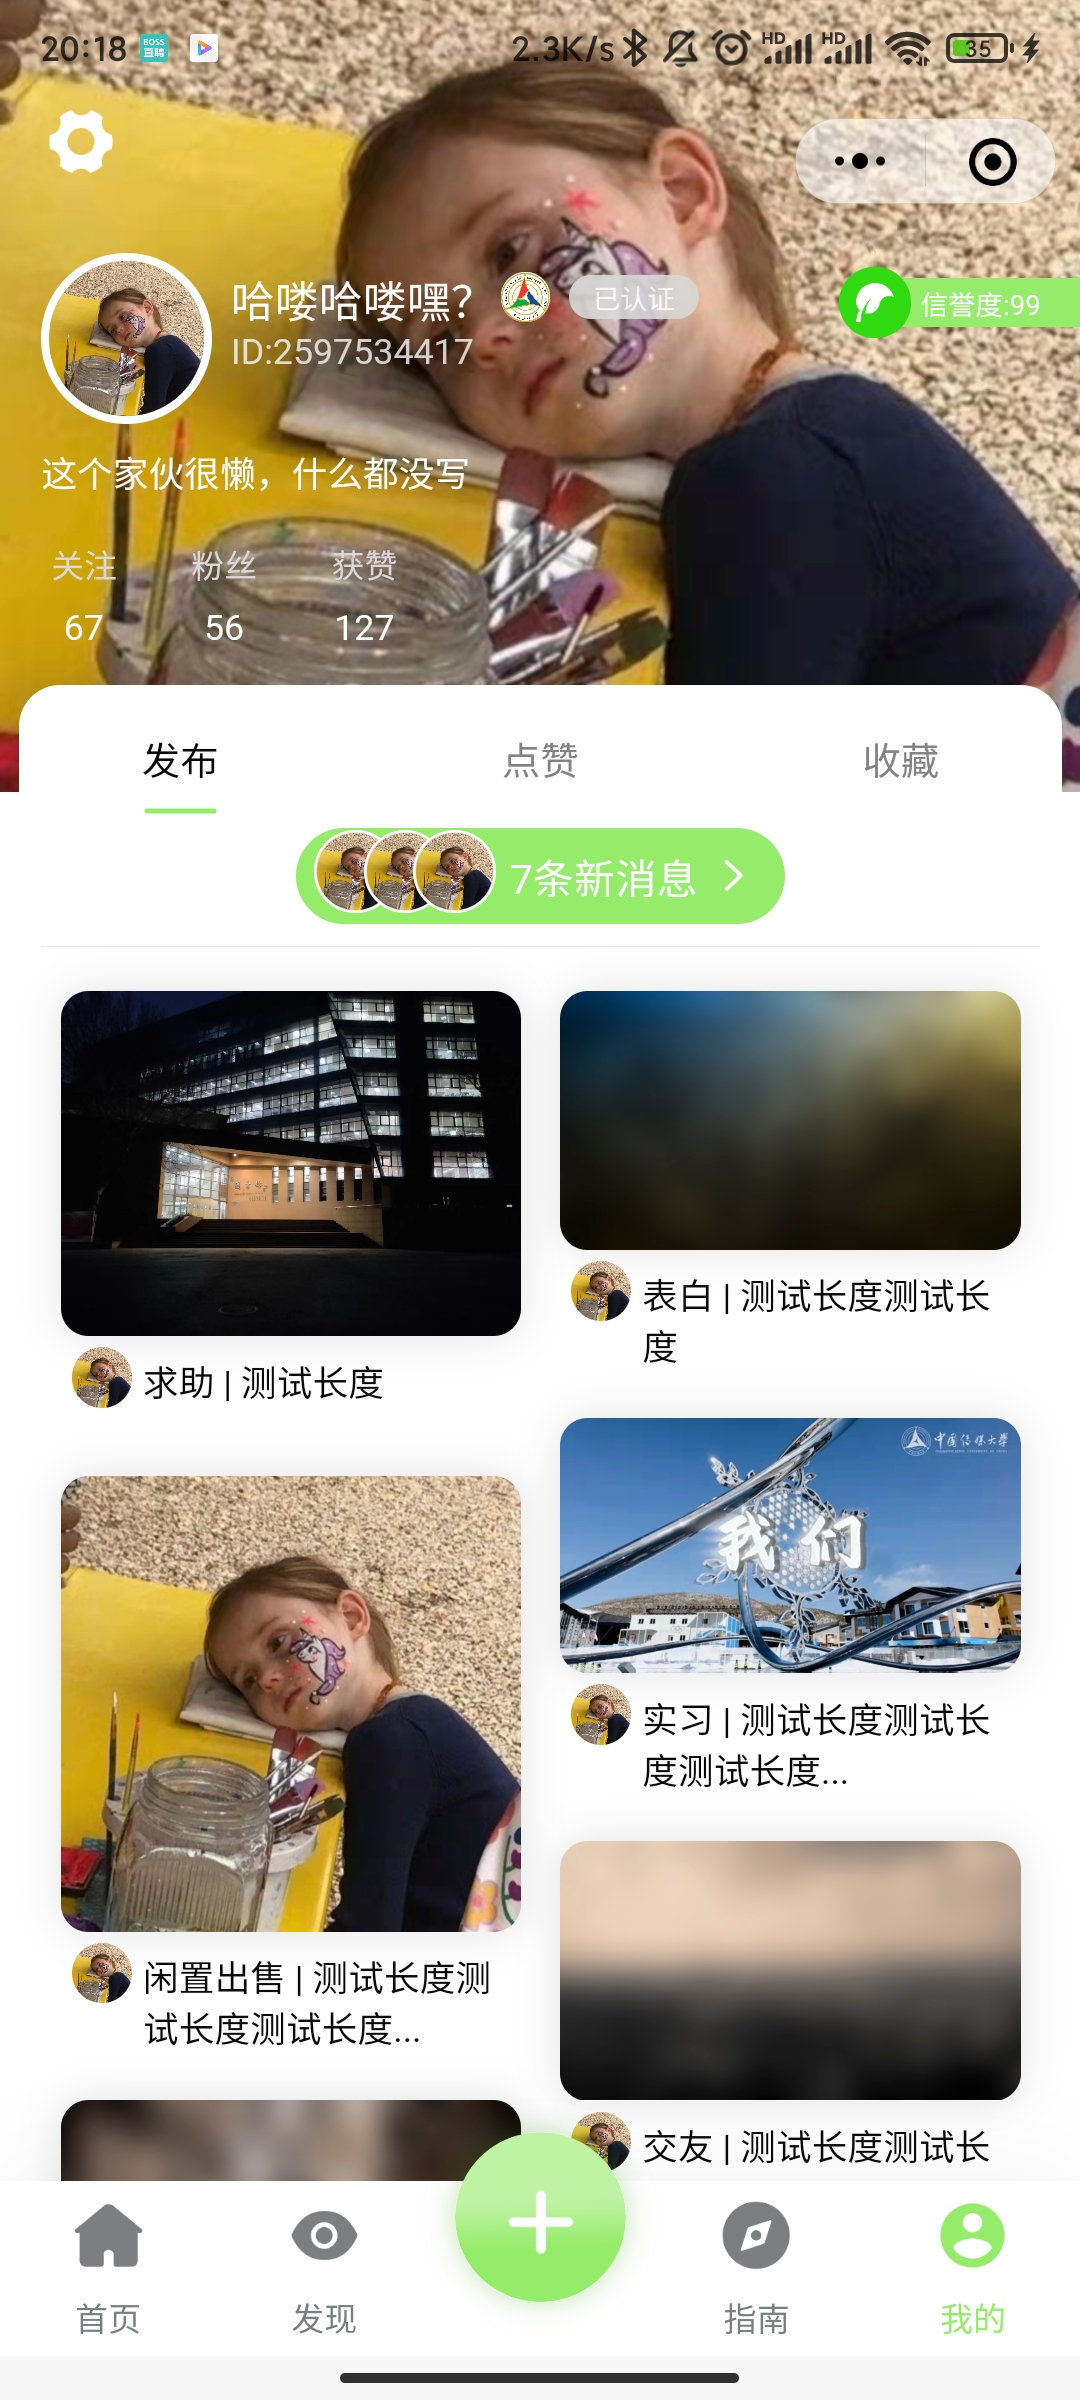 20:18
BOSS
直聘
2.3K/s
HD
HD
35
哈喽哈喽嘿?
已认证
信誉度:99
ID:2597534417
这个家伙很懒，什么都没写
关注
粉丝
获赞
67
56
127
发布
点赞
收藏
7条新消息
求助 | 测试长度
表白 | 测试长度测试长
度
中国传媒大学
我们
实习 | 测试长度测试长
度测试长度...
闲置出售 | 测试长度测
试长度测试长度...
交友 | 测试长度测试长
首页
发现
指南
我的